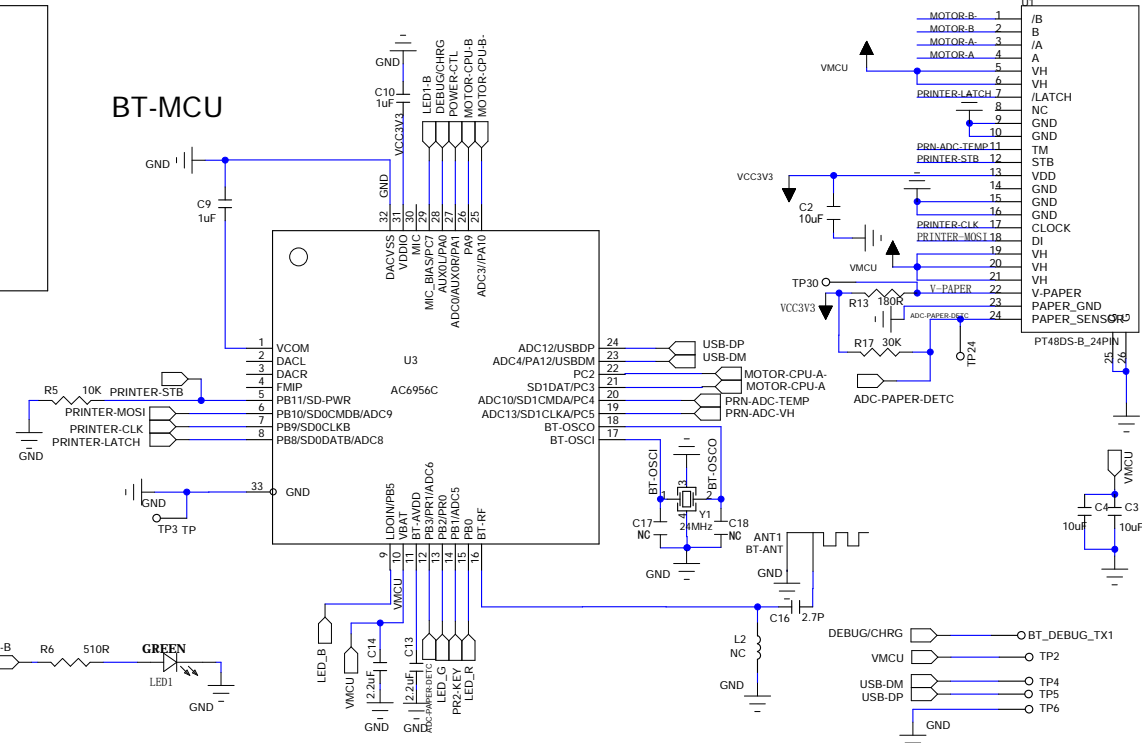 BT-MCU
GND
C10
1uF
VCC3V3
LED1-B
DEBUG/CHRG
POWER-CTL
MOTOR-CPU-B
MOTOR-CPU-B-
GND
GND
C9
1uF
32
31
30
29
28
27
26
25
DACVSS
VDDIO
MIC
MIC_BIAS/PC7
AUX0L/PA0
ADC0/AUX0R/PA1
PA9
ADC3//PA10
U3
AC6956C
1 VCOM
2 DACL
3 DACR
4 FMIP
5 PB11/SD-PWR
6 PB10/SD0CMDB/ADC9
7 PB9/SD0CLKB
8 PB8/SD0DATB/ADC8
33 GND
R5 10K
PRINTER-STB
PRINTER-MOSI
PRINTER-CLK
PRINTER-LATCH
GND
GND
TP3 TP
ADC12/USBDP 24 USB-DP
ADC4/PA12/USBDM 23 USB-DM
PC2 22 MOTOR-CPU-A-
SD1DAT/PC3 21 MOTOR-CPU-A
ADC10/SD1CMDA/PC4 20 PRN-ADC-TEMP
ADC13/SD1CLKA/PC5 19 PRN-ADC-VH
BT-OSCO 18
BT-OSCI 17
BT-OSCI
BT-OSCO
1
3
2
4
Y1
24MHz
C17
NC
C18
NC
GND
LDOIN/PB5
VBAT
BT-AVDD
PB3/PR1/ADC6
PB2/PR0
PB1/ADC5
PB0
BT-RF
9
10
11
12
13
14
15
16
VMCU
LED_B
VMCU
C14
2.2uF
GND
C13
2.2uF
GND
ADC-PAPER-DETC
LED_G
PR2-KEY
LED_R
ANT1
BT-ANT
GND
C16 2.7P
L2
NC
GND
-B
R6 510R
GREEN
LED1
GND
U1
MOTOR-B- 1 /B
MOTOR-B 2 B
MOTOR-A- 3 /A
MOTOR-A 4 A
5 VH
6 VH
PRINTER-LATCH 7 /LATCH
8 NC
9 GND
10 GND
PRN-ADC-TEMP 11 TM
PRINTER-STB 12 STB
13 VDD
14 GND
15 GND
16 GND
PRINTER-CLK 17 CLOCK
PRINTER-MOSI 18 DI
19 VH
20 VH
21 VH
V-PAPER 22 V-PAPER
23 PAPER_GND
ADC-PAPER-DETC 24 PAPER_SENSOR
PT48DS-B_24PIN
G
G
25
26
VMCU
VCC3V3
C2
10uF
VMCU
TP30
VCC3V3
R13 180R
R17 30K
TP24
ADC-PAPER-DETC
VMCU
C4
10uF
C3
10uF
DEBUG/CHRG BT_DEBUG_TX1
VMCU TP2
USB-DM TP4
USB-DP TP5
TP6
GND